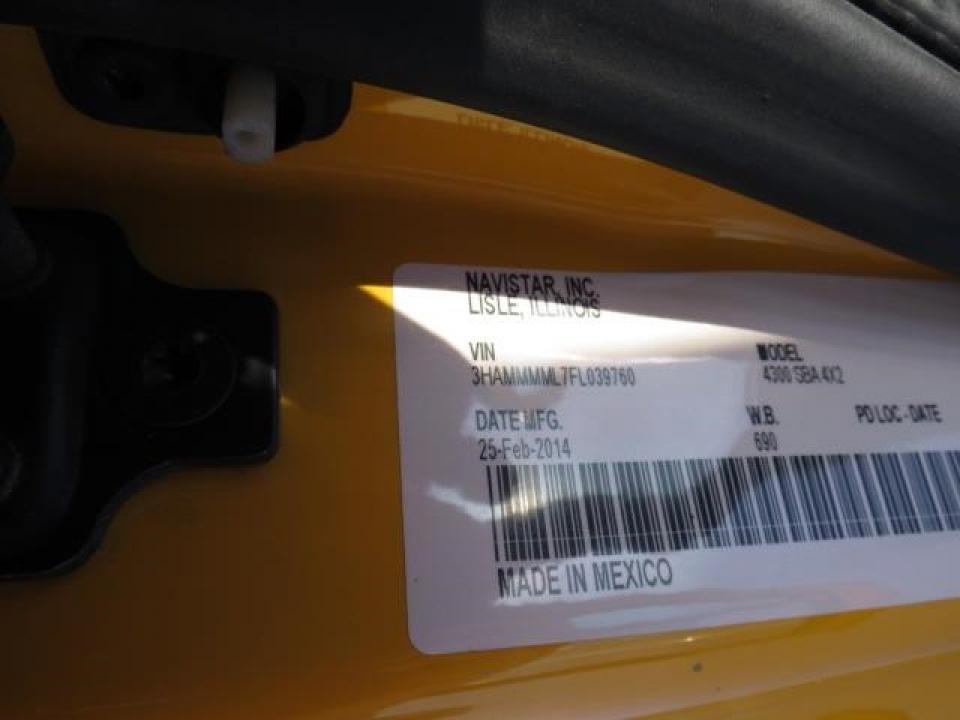 NAVISTAR, INC.
LISLE, ILLINOIS
VIN MODEL
3HAMMMML7FL039760 4300 SBA 4X2
DATE MFG. W.B. PD LOC - DATE
25-Feb-2014 690
MADE IN MEXICO